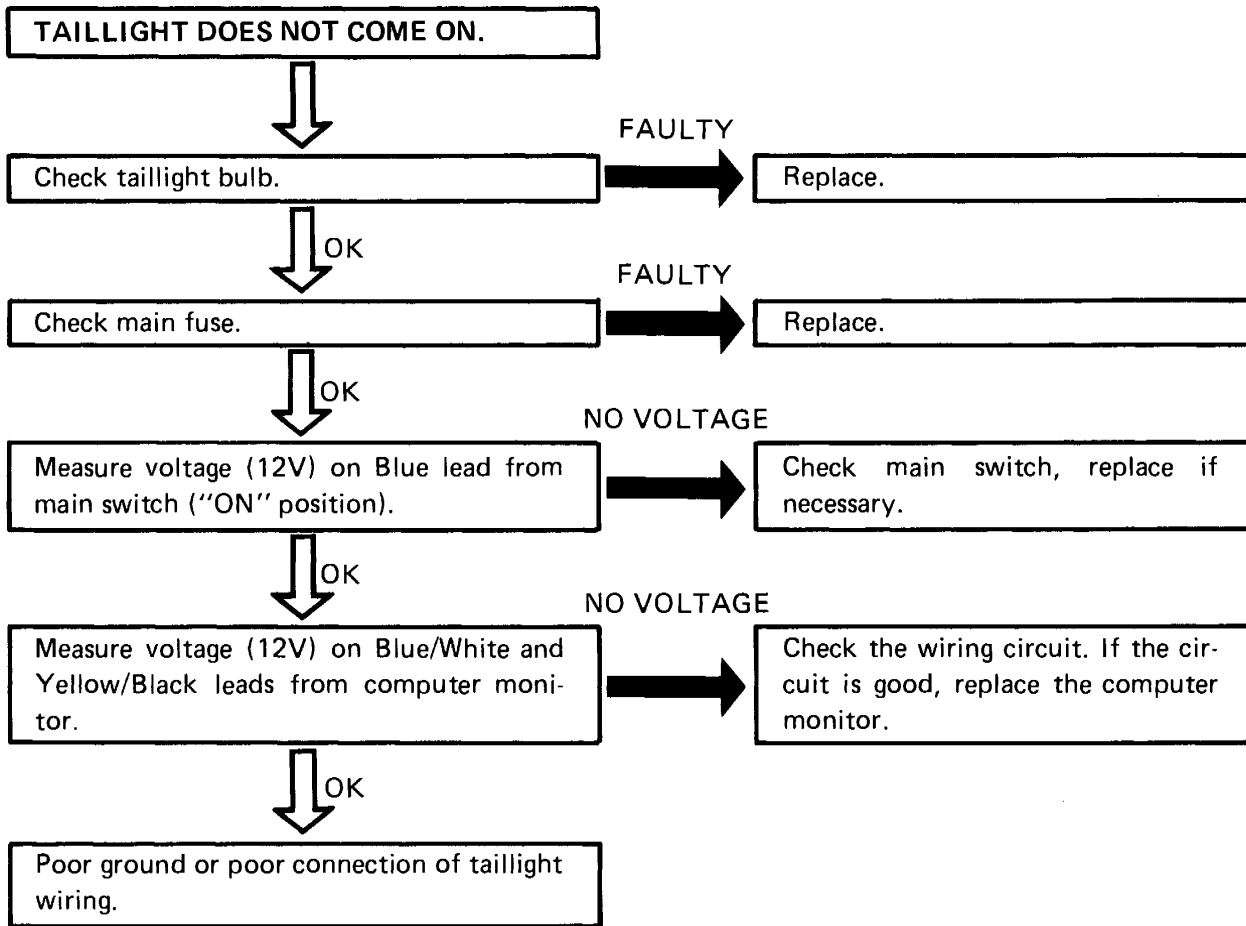 TAILLIGHT DOES NOT COME ON.
FAULTY
Check taillight bulb.
Replace.
OK
FAULTY
Check main fuse.
Replace.
OK
NO VOLTAGE
Measure voltage (12V) on Blue lead from
main switch ("ON" position).
Check main switch, replace if
necessary.
OK
NO VOLTAGE
Measure voltage (12V) on Blue/White and
Yellow/Black leads from computer moni-
tor.
Check the wiring circuit. If the cir-
cuit is good, replace the computer
monitor.
OK
Poor ground or poor connection of taillight
wiring.